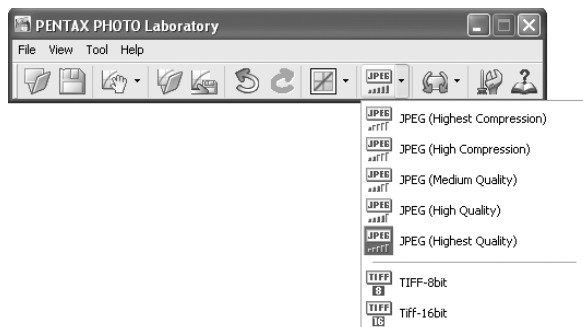 PENTAX PHOTO Laboratory
File View Tool Help
JPEG
JPEG JPEG (Highest Compression)
JPEG JPEG (High Compression)
JPEG JPEG (Medium Quality)
JPEG JPEG (High Quality)
JPEG JPEG (Highest Quality)
TIFF 8 TIFF-8bit
TIFF 16 Tiff-16bit